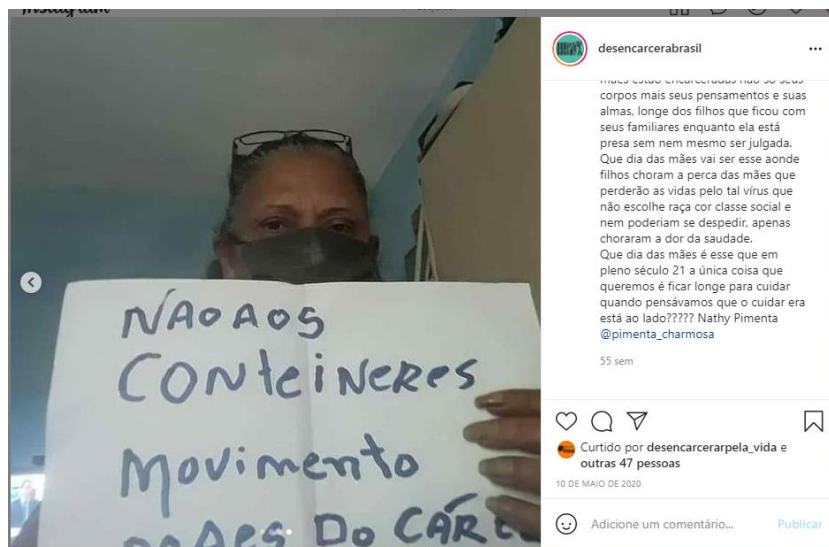 Instagram
desencarcerabrasil
mães estão encarceradas não só seus
corpos mais seus pensamentos e suas
almas, longe dos filhos que ficou com
seus familiares enquanto ela está
presa sem nem mesmo ser julgada.
Que dia das mães vai ser esse aonde
filhos choram a perca das mães que
perderão as vidas pelo tal vírus que
não escolhe raça cor classe social e
nem poderiam se despedir, apenas
choraram a dor da saudade.
Que dia das mães é esse que em
pleno século 21 a única coisa que
queremos é ficar longe para cuidar
quando pensávamos que o cuidar era
está ao lado????? Nathy Pimenta
@pimenta_charmosa
55 sem
Curtido por desencarcerarpela_vida e
outras 47 pessoas
10 DE MAIO DE 2020
Adicione um comentário... Publicar
NÃO AOS
CONteiNeRes
Movimento
Do CÁRC